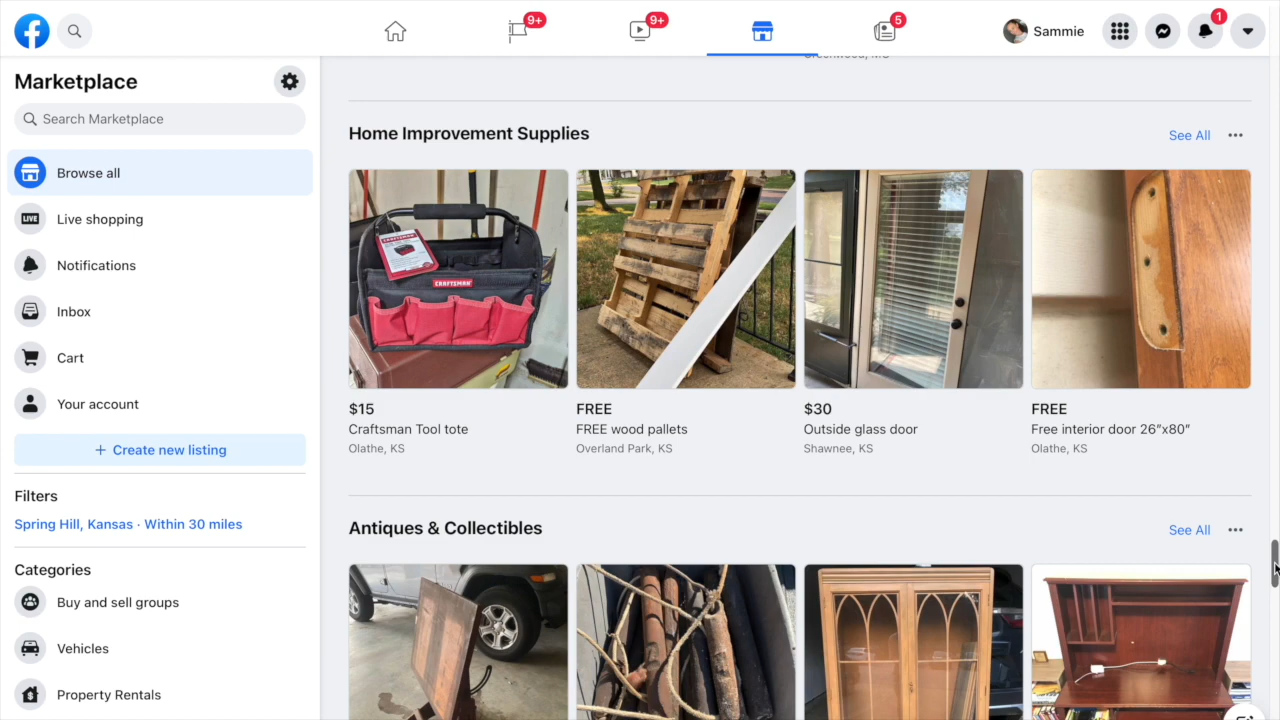 9+
9+
5
Sammie
1
Marketplace
Search Marketplace
Browse all
LIVE
Live shopping
Notifications
Inbox
Cart
Your account
+ Create new listing
Filters
Spring Hill, Kansas · Within 30 miles
Categories
Buy and sell groups
Vehicles
Property Rentals
Home Improvement Supplies
See All
CRAFTSMAN
CRAFTSMAN
$15
Craftsman Tool tote
Olathe, KS
FREE
FREE wood pallets
Overland Park, KS
$30
Outside glass door
Shawnee, KS
FREE
Free interior door 26”x80”
Olathe, KS
Antiques & Collectibles
See All